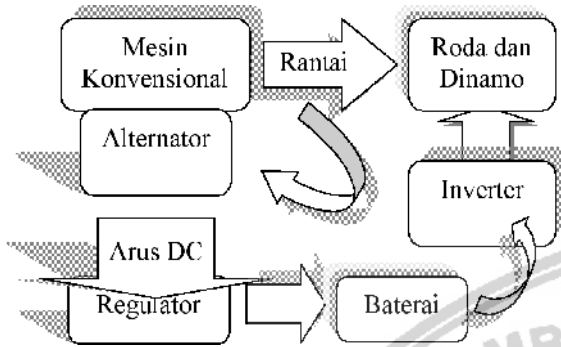 Mesin
Konvensional
Rantai
Roda dan
Dinamo
Alternator
Inverter
Arus DC
Regulator
Baterai